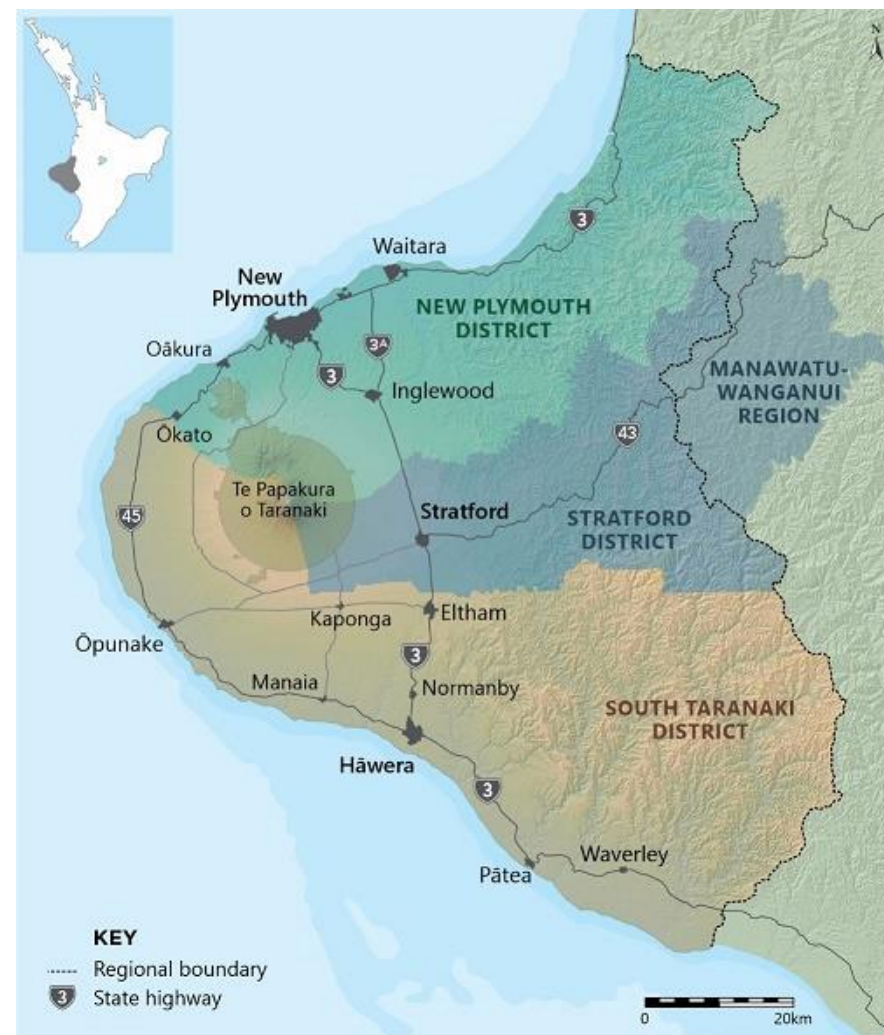 N
3
Waitara
New
Plymouth
NEW PLYMOUTH
DISTRICT
Oākura
3A
3
Inglewood
MANAWATU-
WANGANUI
REGION
Ōkato
43
Te Papakura
o Taranaki
45
Stratford
STRATFORD
DISTRICT
Kaponga
Eltham
Ōpunake
3
Manaia
Normanby
SOUTH TARANAKI
DISTRICT
Hāwera
3
Waverley
Pātea
KEY
Regional boundary
3 State highway
0 20km